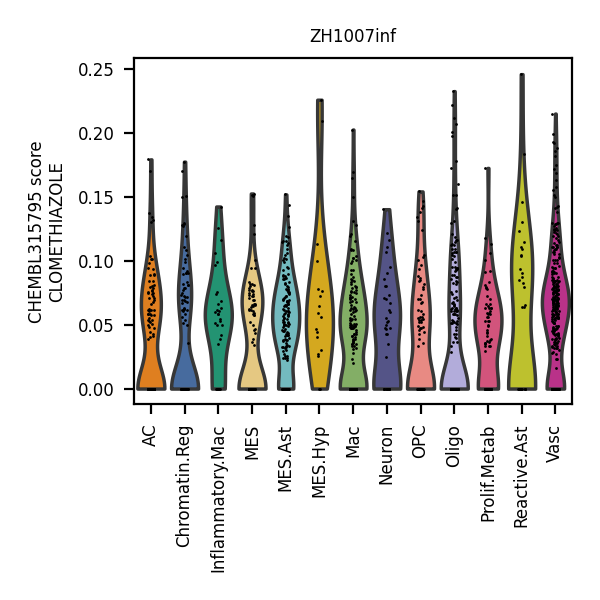 ZH1007inf
CHEMBL315795 score
CLOMETHIAZOLE
0.25
0.20
0.15
0.10
0.05
0.00
AC
Chromatin.Reg
Inflammatory.Mac
MES
MES.Ast
MES.Hyp
Mac
Neuron
OPC
Oligo
Prolif.Metab
Reactive.Ast
Vasc